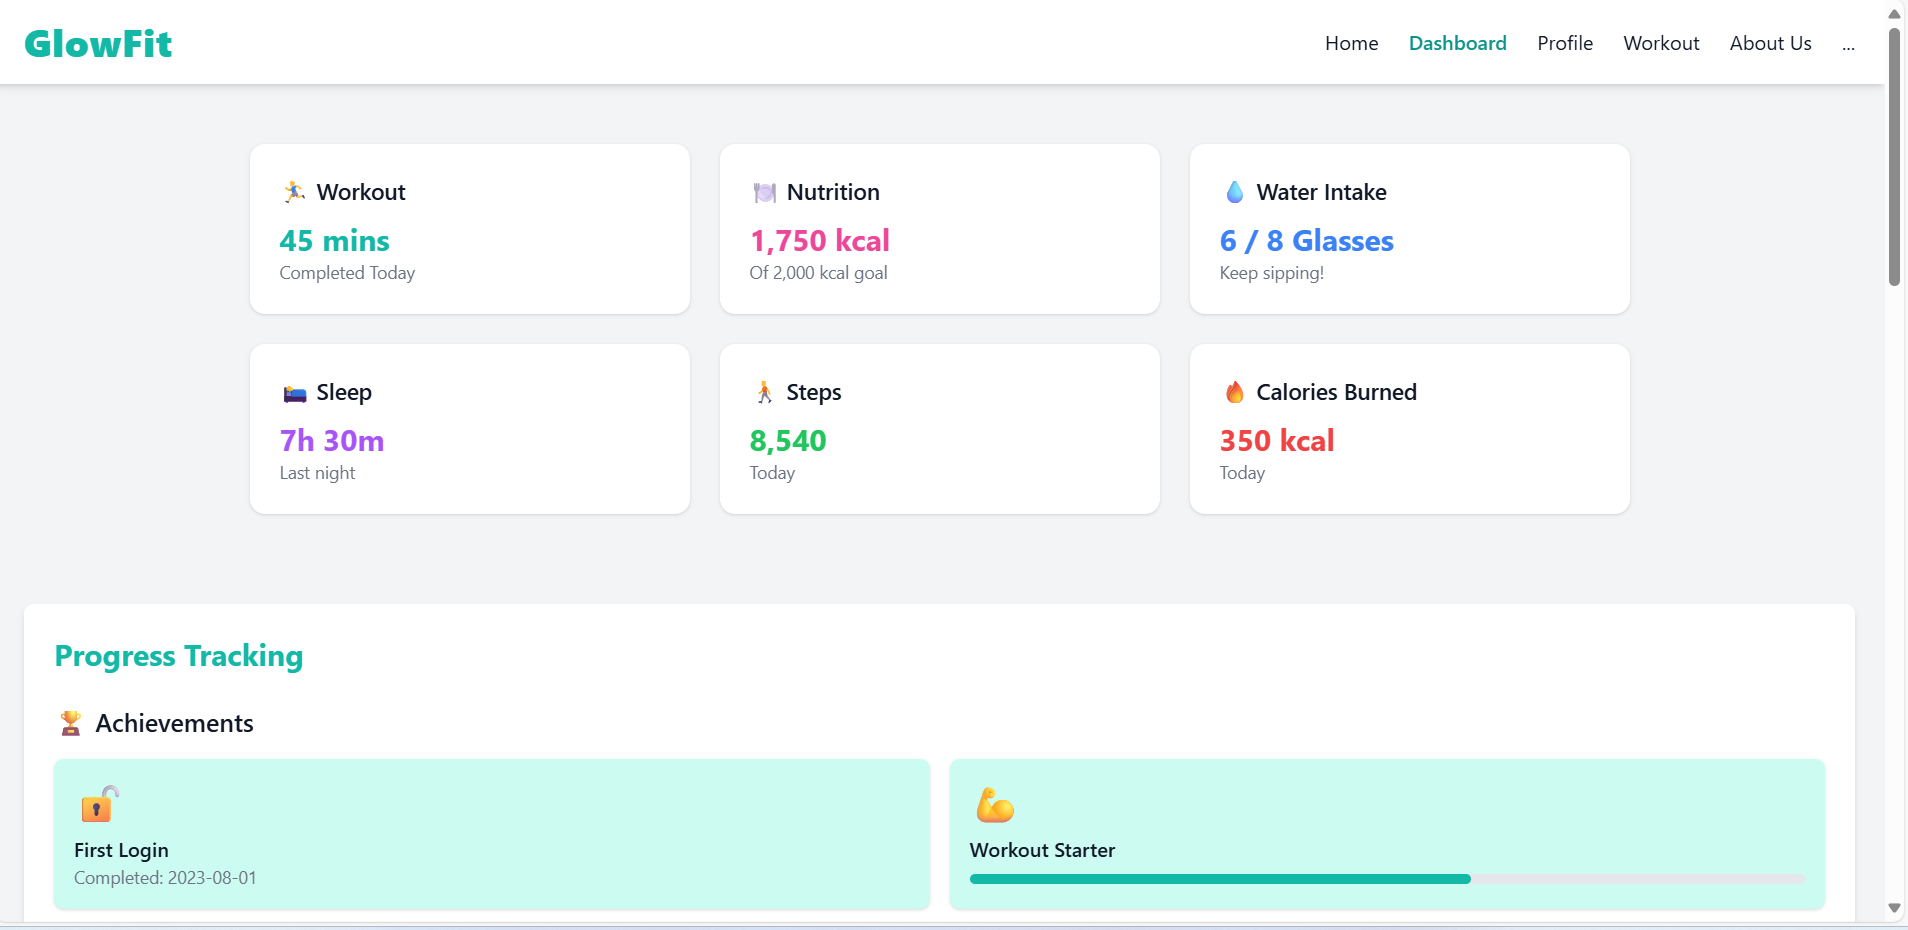 GlowFit
Home Dashboard Profile Workout About Us ...
🏃 Workout
45 mins
Completed Today
🍽️ Nutrition
1,750 kcal
Of 2,000 kcal goal
💧 Water Intake
6 / 8 Glasses
Keep sipping!
🛌 Sleep
7h 30m
Last night
🚶 Steps
8,540
Today
🔥 Calories Burned
350 kcal
Today
Progress Tracking
🏆 Achievements
🔓
First Login
Completed: 2023-08-01
💪
Workout Starter